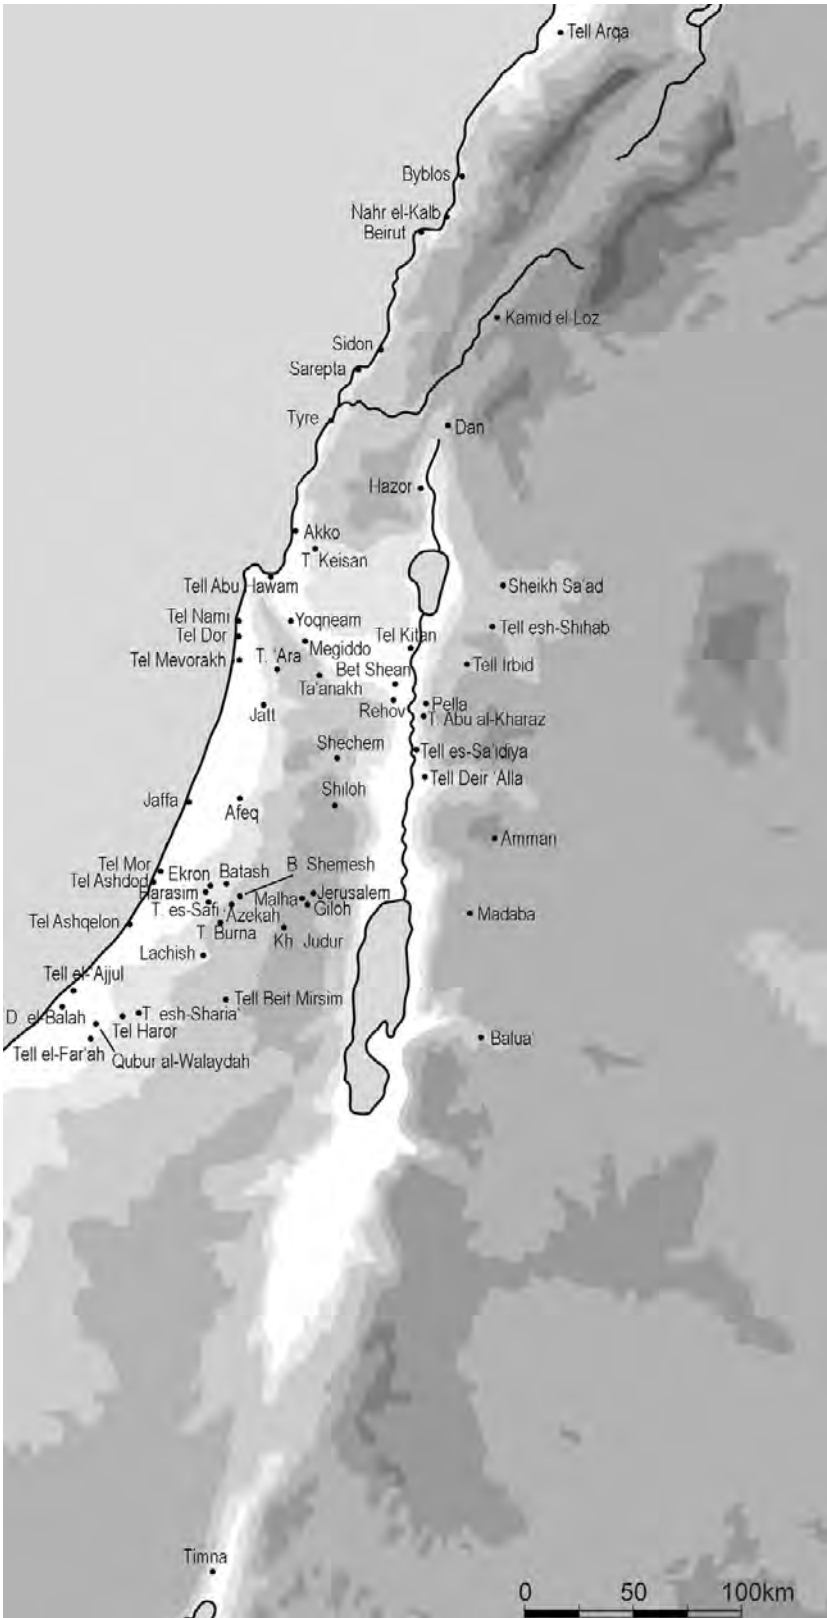 Tell Arqa
Byblos
Nahr el-Kalb
Beirut
Kamid el Loz
Sidon
Sarepta
Tyre
Dan
Hazor
Akko
T. Keisan
Tell Abu Hawam
Sheikh Sa'ad
Tel Nami
Yoqneam
Tell esh-Shihab
Tel Dor
Megiddo
Tel Kitan
Tel Mevorakh
T. 'Ara
Bet Shean
Tell Irbid
Ta'anakh
Jatt
Rehov
Pella
T. Abu al-Kharaz
Shechem
Tell es-Sa'idiya
Tell Deir 'Alla
Shiloh
Jaffa
Afeq
Amman
Tel Mor
Ekron
Batash
B Shemesh
Tel Ashdod
Harasim
Malha
Jerusalem
T. es-Safi
Azekah
Giloh
Madaba
Tel Ashqelon
T. Burna
Kh Judur
Lachish
Tell el-'Ajjul
Tell Beit Mirsim
D. el-Balah
T. esh-Sharia'
Tel Haror
Balua'
Tell el-Far'ah
Qubur al-Walaydah
Timna
0 50 100km